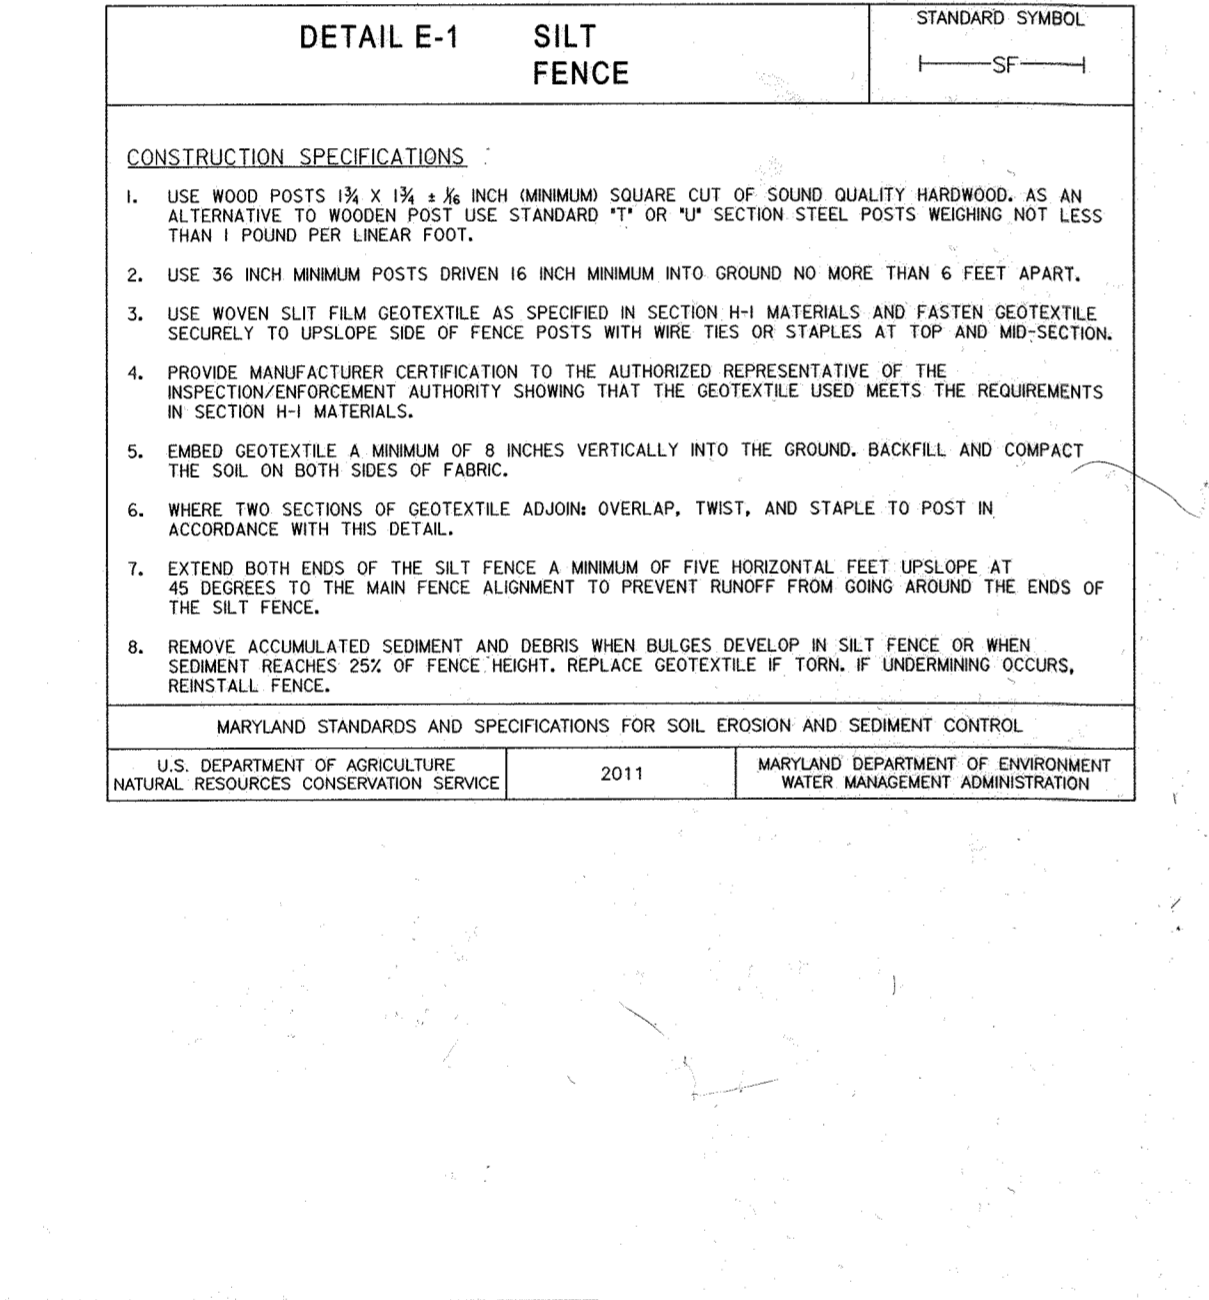 DETAIL E-1 SILT
FENCE
STANDARD SYMBOL
SF
CONSTRUCTION SPECIFICATIONS
1. USE WOOD POSTS 1¾ X 1¾ ± 1/16 INCH (MINIMUM) SQUARE CUT OF SOUND QUALITY HARDWOOD. AS AN
ALTERNATIVE TO WOODEN POST USE STANDARD "T" OR "U" SECTION STEEL POSTS WEIGHING NOT LESS
THAN 1 POUND PER LINEAR FOOT.
2. USE 36 INCH MINIMUM POSTS DRIVEN 16 INCH MINIMUM INTO GROUND NO MORE THAN 6 FEET APART.
3. USE WOVEN SLIT FILM GEOTEXTILE AS SPECIFIED IN SECTION H-1 MATERIALS AND FASTEN GEOTEXTILE
SECURELY TO UPSLOPE SIDE OF FENCE POSTS WITH WIRE TIES OR STAPLES AT TOP AND MID-SECTION.
4. PROVIDE MANUFACTURER CERTIFICATION TO THE AUTHORIZED REPRESENTATIVE OF THE
INSPECTION/ENFORCEMENT AUTHORITY SHOWING THAT THE GEOTEXTILE USED MEETS THE REQUIREMENTS
IN SECTION H-1 MATERIALS.
5. EMBED GEOTEXTILE A MINIMUM OF 8 INCHES VERTICALLY INTO THE GROUND. BACKFILL AND COMPACT
THE SOIL ON BOTH SIDES OF FABRIC.
6. WHERE TWO SECTIONS OF GEOTEXTILE ADJOIN: OVERLAP, TWIST, AND STAPLE TO POST IN
ACCORDANCE WITH THIS DETAIL.
7. EXTEND BOTH ENDS OF THE SILT FENCE A MINIMUM OF FIVE HORIZONTAL FEET UPSLOPE AT
45 DEGREES TO THE MAIN FENCE ALIGNMENT TO PREVENT RUNOFF FROM GOING AROUND THE ENDS OF
THE SILT FENCE.
8. REMOVE ACCUMULATED SEDIMENT AND DEBRIS WHEN BULGES DEVELOP IN SILT FENCE OR WHEN
SEDIMENT REACHES 25% OF FENCE HEIGHT. REPLACE GEOTEXTILE IF TORN. IF UNDERMINING OCCURS,
REINSTALL FENCE.
MARYLAND STANDARDS AND SPECIFICATIONS FOR SOIL EROSION AND SEDIMENT CONTROL
U.S. DEPARTMENT OF AGRICULTURE
NATURAL RESOURCES CONSERVATION SERVICE
2011
MARYLAND DEPARTMENT OF ENVIRONMENT
WATER MANAGEMENT ADMINISTRATION